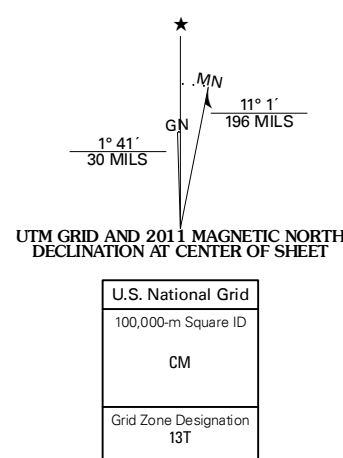 ★
MN
GN
1° 41´
30 MILS
11° 1´
196 MILS
UTM GRID AND 2011 MAGNETIC NORTH
DECLINATION AT CENTER OF SHEET
U.S. National Grid
100,000-m Square ID
CM
Grid Zone Designation
13T